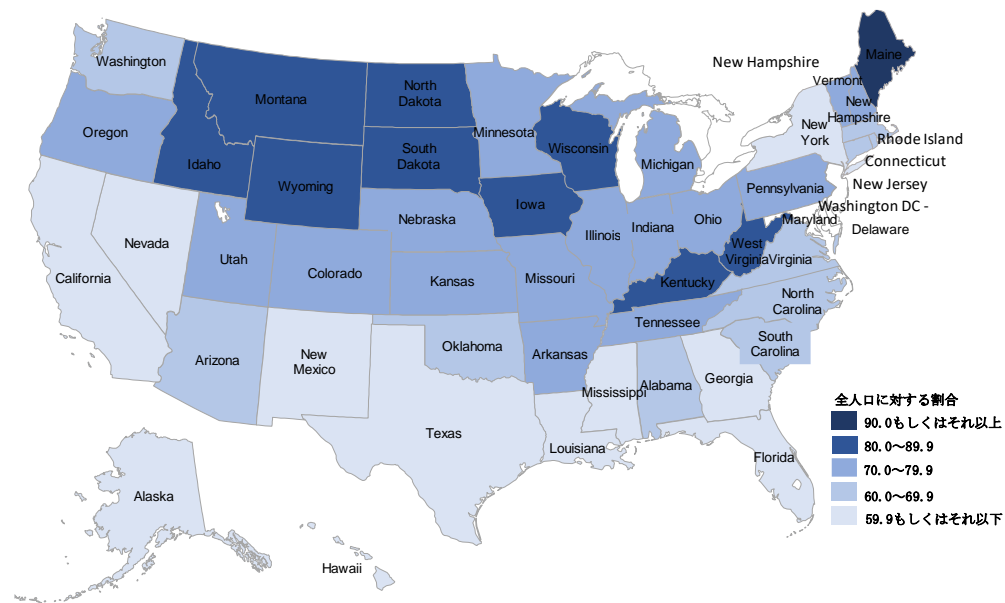 Washington
Montana
North
Dakota
Minnesota
New Hampshire
Vermont
Maine
New
Hampshire
Oregon
Idaho
Wyoming
South
Dakota
Wisconsin
Michigan
New
York
Rhode Island
Connecticut
New Jersey
Pennsylvania
Washington DC -
Maryland
Delaware
Nevada
Utah
Colorado
Nebraska
Kansas
Iowa
Illinois
Indiana
Ohio
West
Virginia
Virginia
Missouri
Kentucky
California
Arizona
New
Mexico
Oklahoma
Arkansas
Tennessee
North
Carolina
South
Carolina
Texas
Louisiana
Mississippi
Alabama
Georgia
Florida
Alaska
Hawaii
全人口に対する割合
90.0もしくはそれ以上
80.0～89.9
70.0～79.9
60.0～69.9
59.9もしくはそれ以下